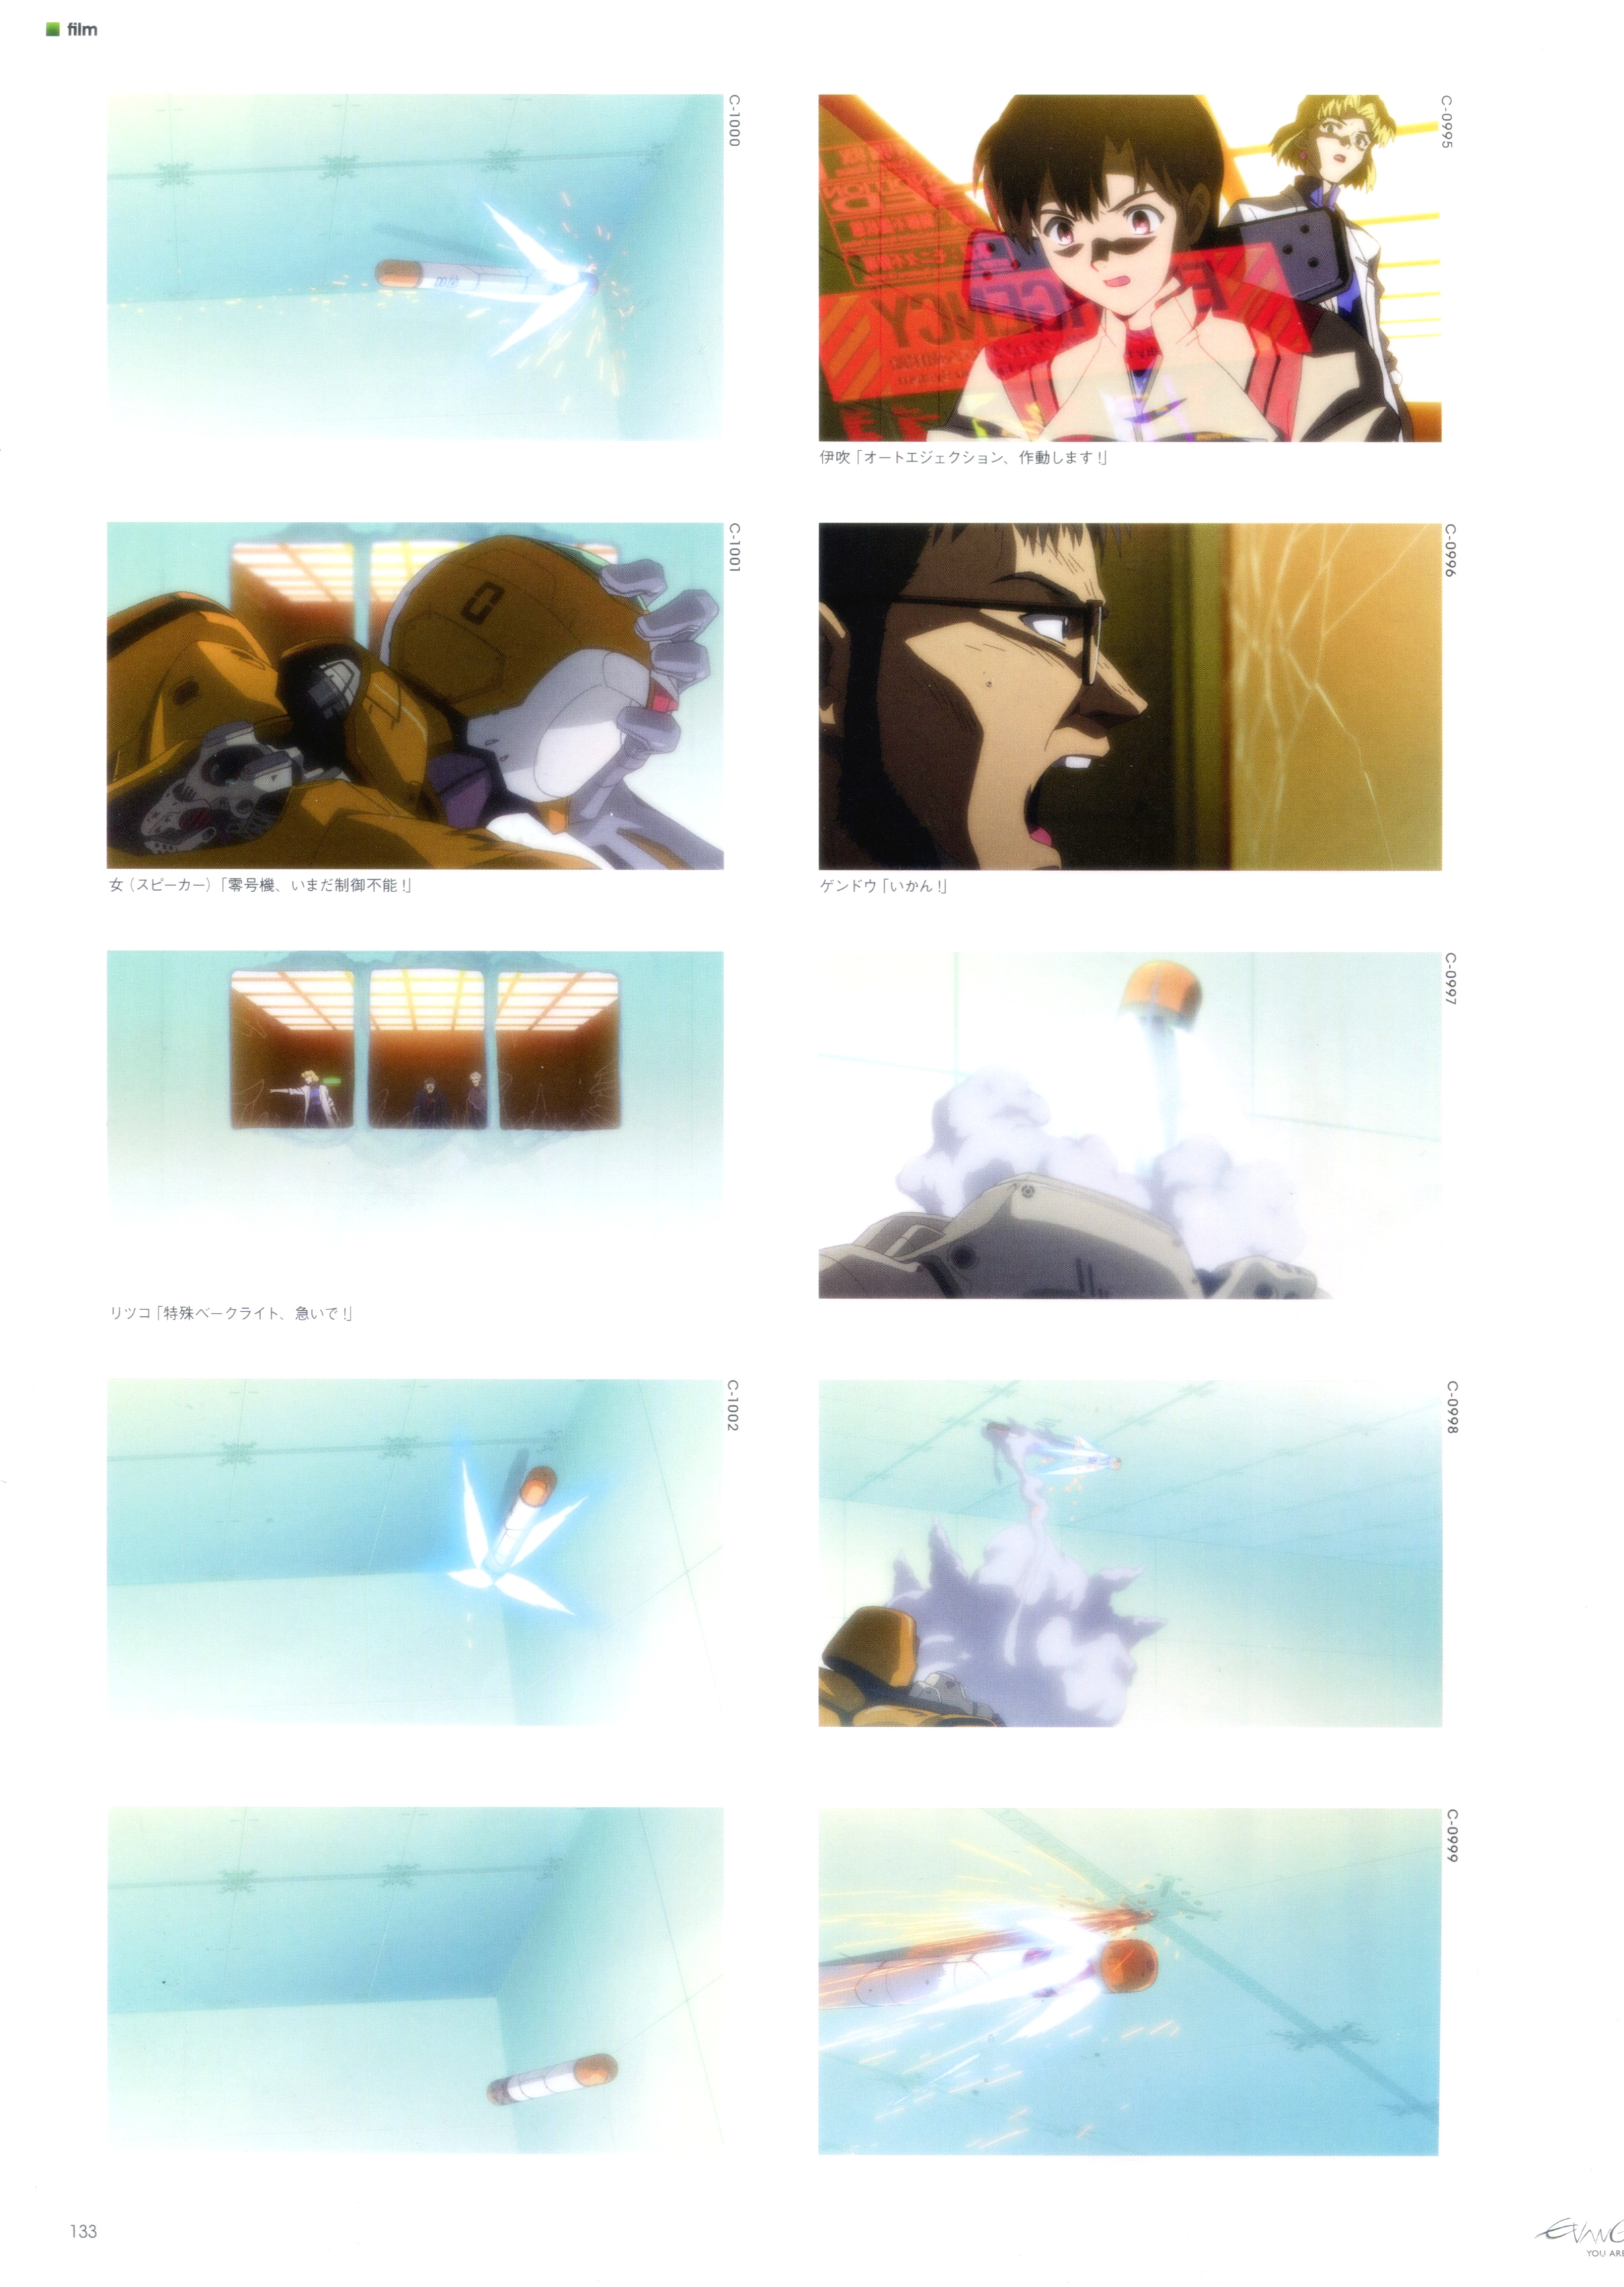 film
C-0995
伊吹「オートエジェクション、作動します!」
C-0996
ゲンドウ「いかん!」
C-0997
C-0998
C-0999
C-1000
C-1001
女(スピーカー)「零号機、いまだ制御不能!」
リツコ「特殊ベークライト、急いで!」
C-1002
133
YOU ARE